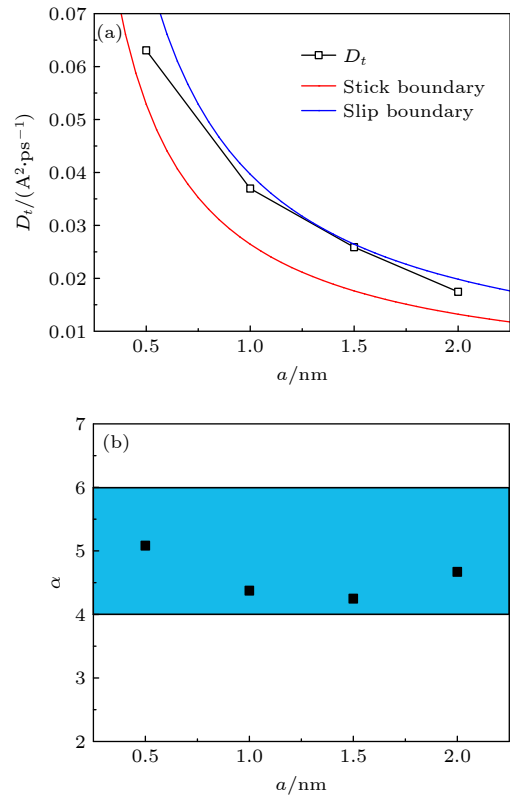 (a)
D_t
Stick boundary
Slip boundary
0.07
0.06
0.05
0.04
0.03
0.02
0.01
D_t/(A²·ps⁻¹)
0.5 1.0 1.5 2.0
a/nm
(b)
7
6
5
4
3
2
α
0.5 1.0 1.5 2.0
a/nm